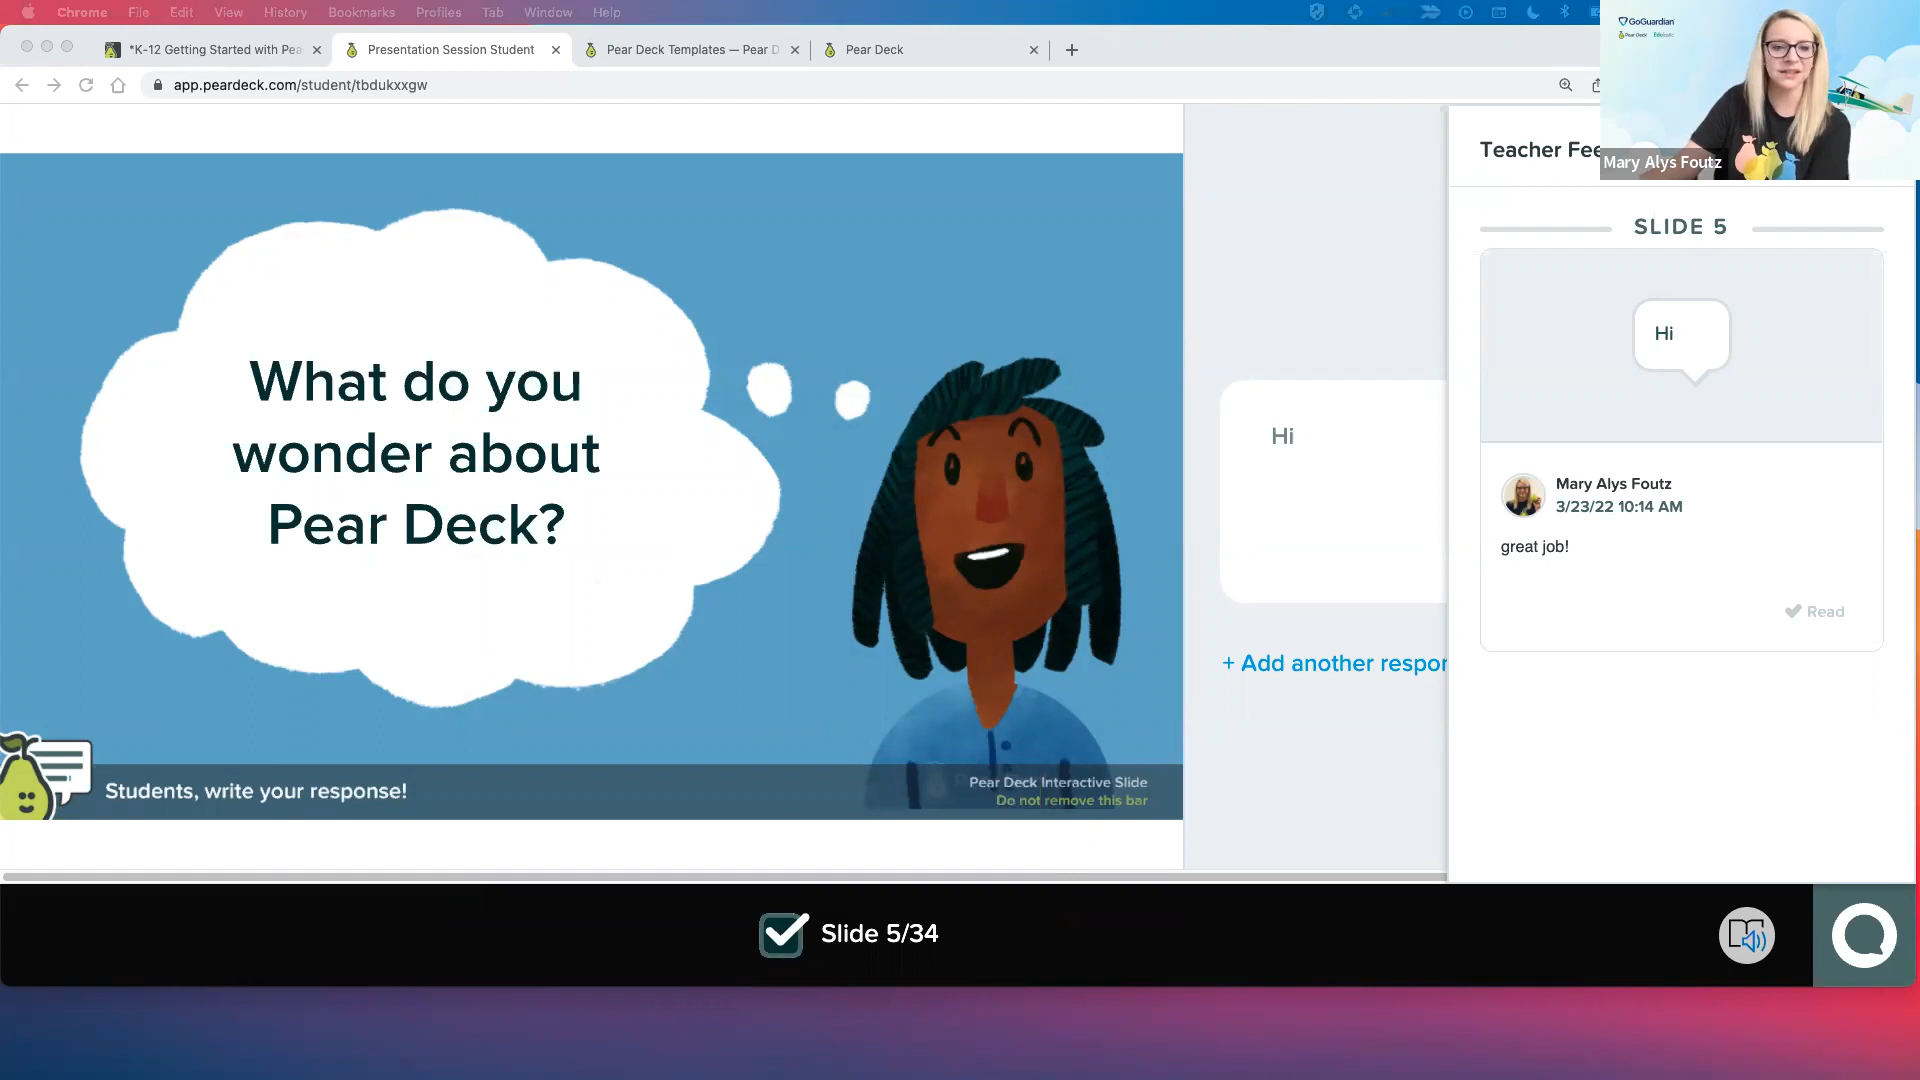 Chrome File Edit View History Bookmarks Profiles Tab Window Help
*K-12 Getting Started with Pea
Presentation Session Student
Pear Deck Templates — Pear D
Pear Deck
app.peardeck.com/student/tbdukxxgw
GoGuardian
Pear Deck Edulastic
Mary Alys Foutz
What do you
wonder about
Pear Deck?
Students, write your response!
Pear Deck Interactive Slide
Do not remove this bar
Hi
+ Add another respon
Teacher Fee
SLIDE 5
Hi
Mary Alys Foutz
3/23/22 10:14 AM
great job!
Read
Slide 5/34